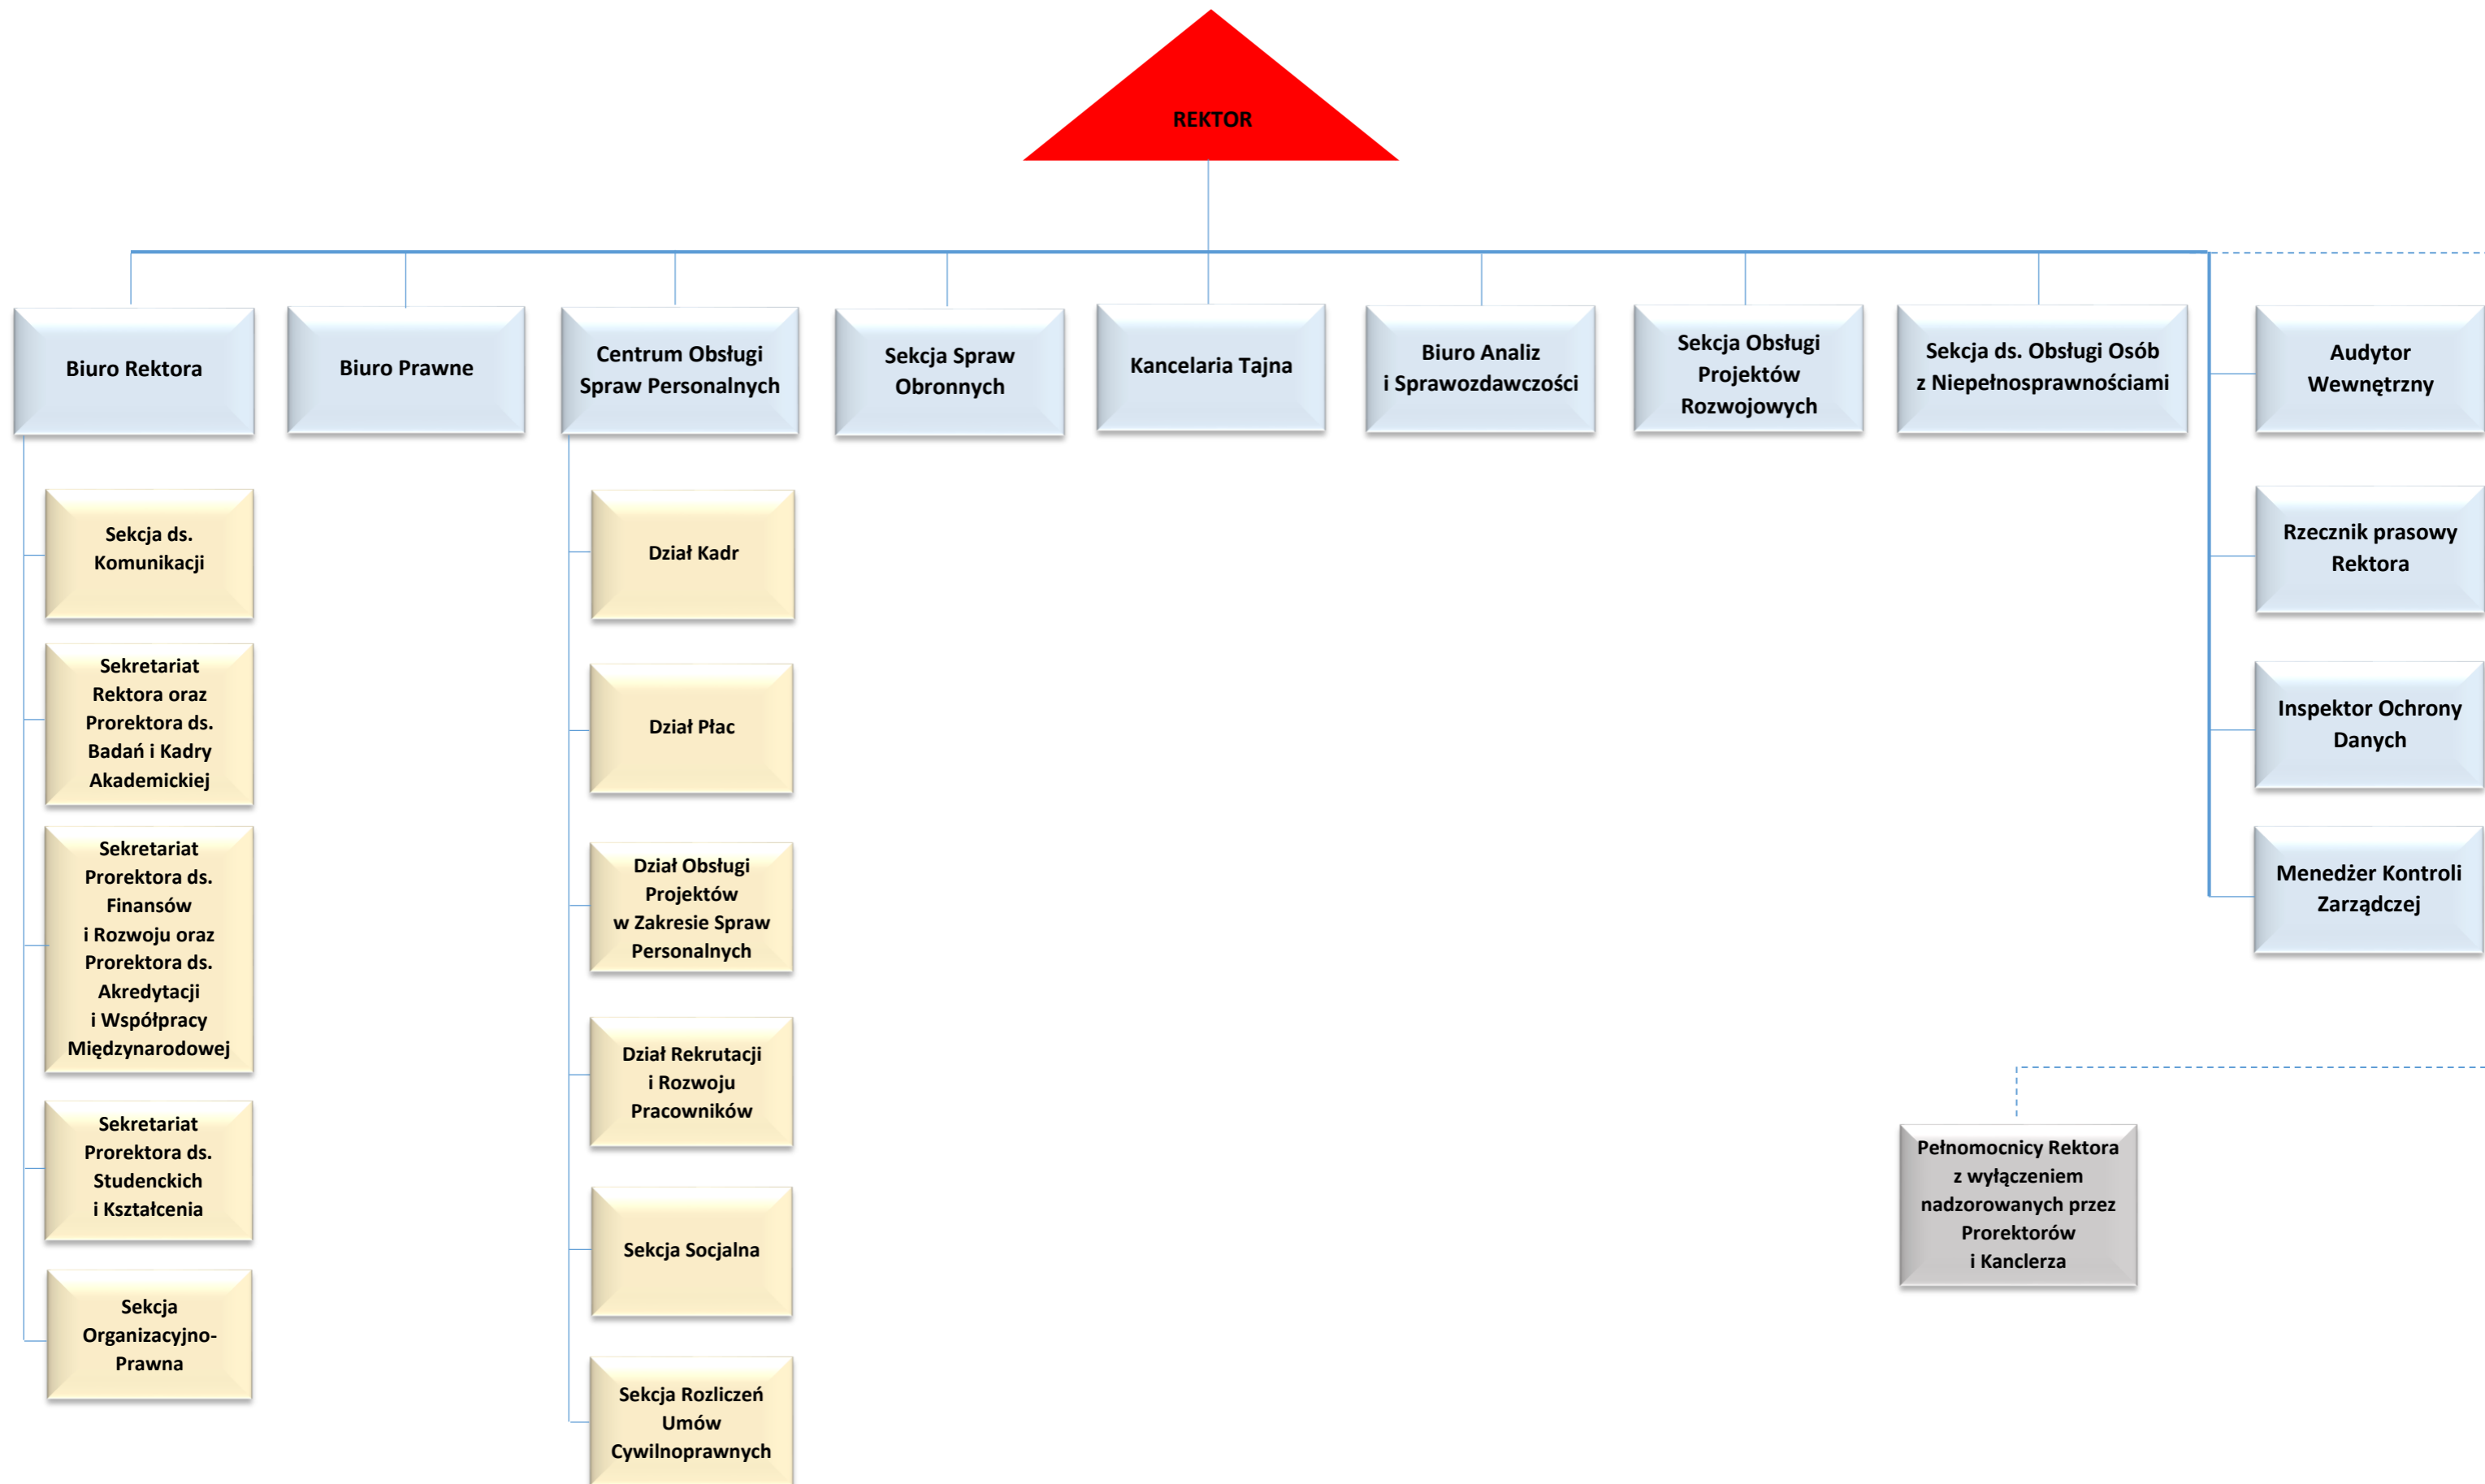 REKTOR
Biuro Rektora
Biuro Prawne
Centrum Obsługi
Spraw Personalnych
Sekcja Spraw
Obronnych
Kancelaria Tajna
Biuro Analiz
i Sprawozdawczości
Sekcja Obsługi
Projektów
Rozwojowych
Sekcja ds. Obsługi Osób
z Niepełnosprawnościami
Audytor
Wewnętrzny
Sekcja ds.
Komunikacji
Sekretariat
Rektora oraz
Prorektora ds.
Badań i Kadry
Akademickiej
Sekretariat
Prorektora ds.
Finansów
i Rozwoju oraz
Prorektora ds.
Akredytacji
i Współpracy
Międzynarodowej
Sekretariat
Prorektora ds.
Studenckich
i Kształcenia
Sekcja
Organizacyjno-
Prawna
Dział Kadr
Dział Płac
Dział Obsługi
Projektów
w Zakresie Spraw
Personalnych
Dział Rekrutacji
i Rozwoju
Pracowników
Sekcja Socjalna
Sekcja Rozliczeń
Umów
Cywilnoprawnych
Rzecznik prasowy
Rektora
Inspektor Ochrony
Danych
Menedżer Kontroli
Zarządczej
Pełnomocnicy Rektora
z wyłączeniem
nadzorowanych przez
Prorektorów
i Kanclerza